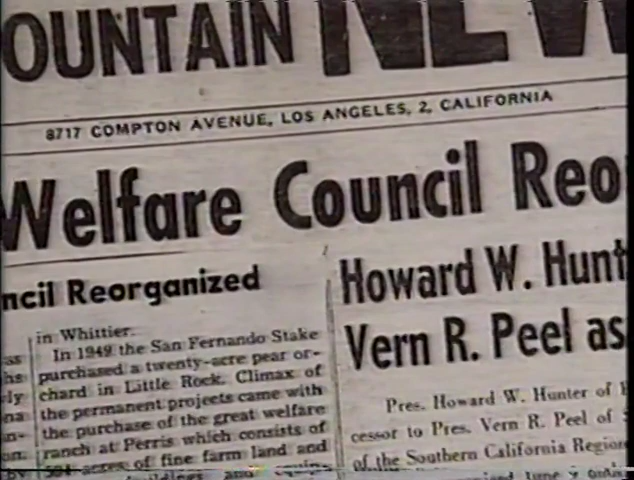 OUNTAIN NEW
8717 COMPTON AVENUE, LOS ANGELES, 2, CALIFORNIA
Welfare Council Reo
ncil Reorganized
in Whittier.
In 1949 the San Fernando Stake
purchased a twenty-acre pear or-
chard in Little Rock. Climax of
the permanent projects came with
the purchase of the great welfare
ranch at Perris which consists of
acres of fine farm land and
Howard W. Hunt
Vern R. Peel as
Pres. Howard W. Hunter of
cessor to Pres. Vern R. Peel of
of the Southern California Region